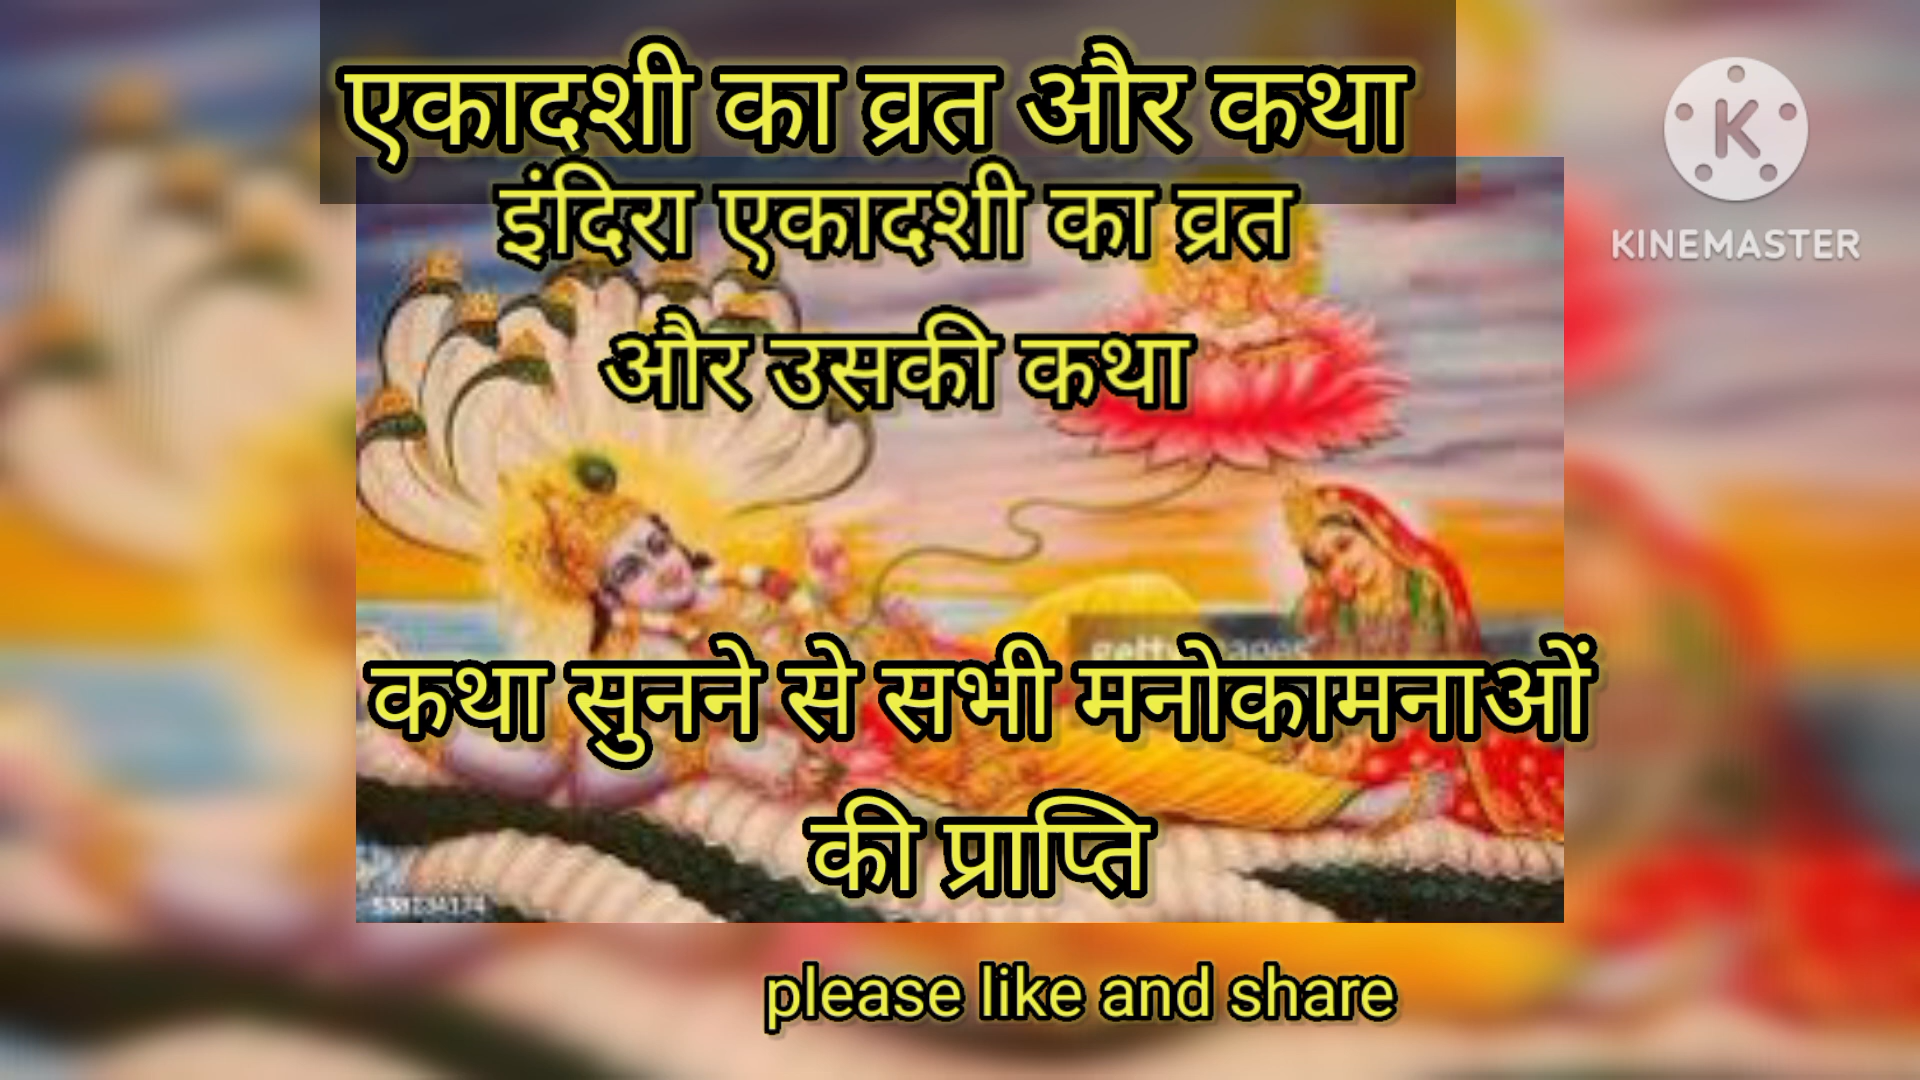 एकादशी का व्रत और कथा
इंदिरा एकादशी का व्रत
और उसकी कथा
KINEMASTER
कथा सुनने से सभी मनोकामनाओं
की प्राप्ति
please like and share